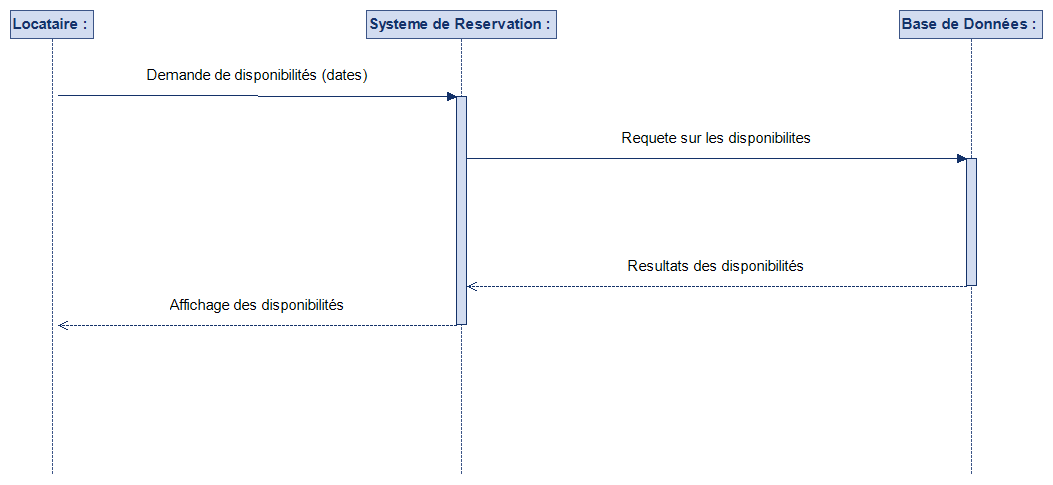 Locataire :
Systeme de Reservation :
Base de Données :
Demande de disponibilités (dates)
Requete sur les disponibilites
Resultats des disponibilités
Affichage des disponibilités